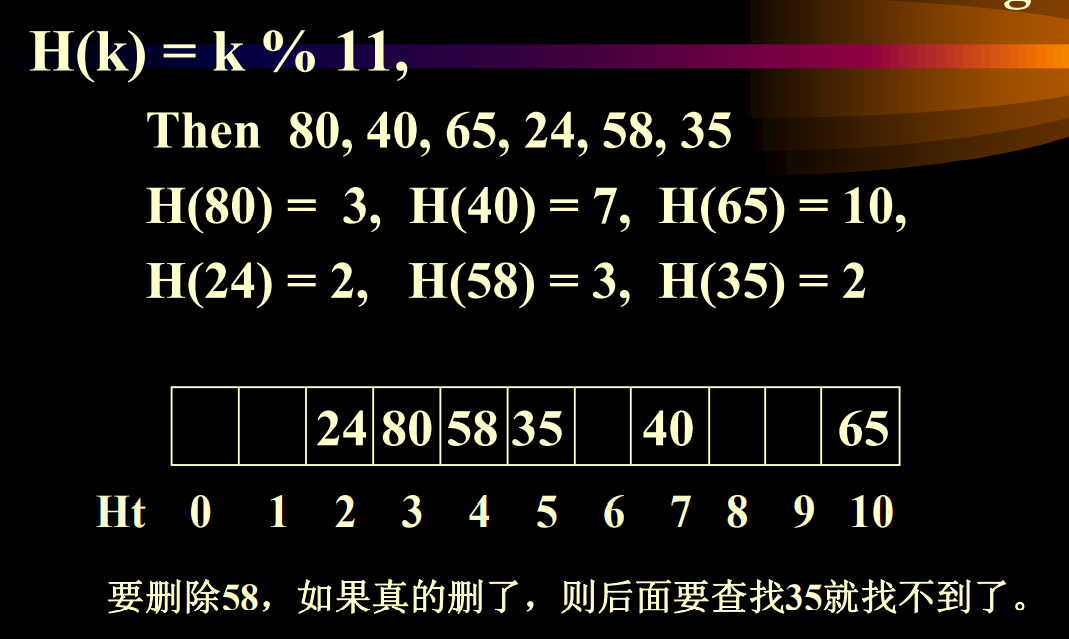 H(k) = k % 11,
Then 80, 40, 65, 24, 58, 35
H(80) = 3, H(40) = 7, H(65) = 10,
H(24) = 2, H(58) = 3, H(35) = 2
24 80 58 35 40 65
Ht 0 1 2 3 4 5 6 7 8 9 10
要删除58，如果真的删了，则后面要查找35就找不到了。